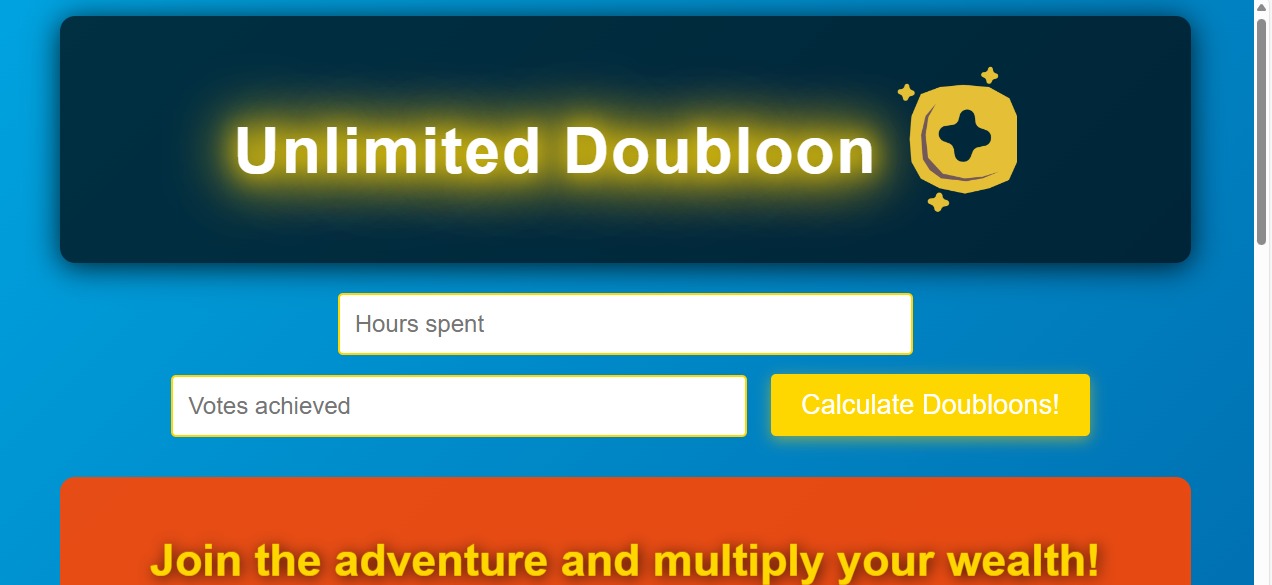 Unlimited Doubloon
Hours spent
Votes achieved
Calculate Doubloons!
Join the adventure and multiply your wealth!